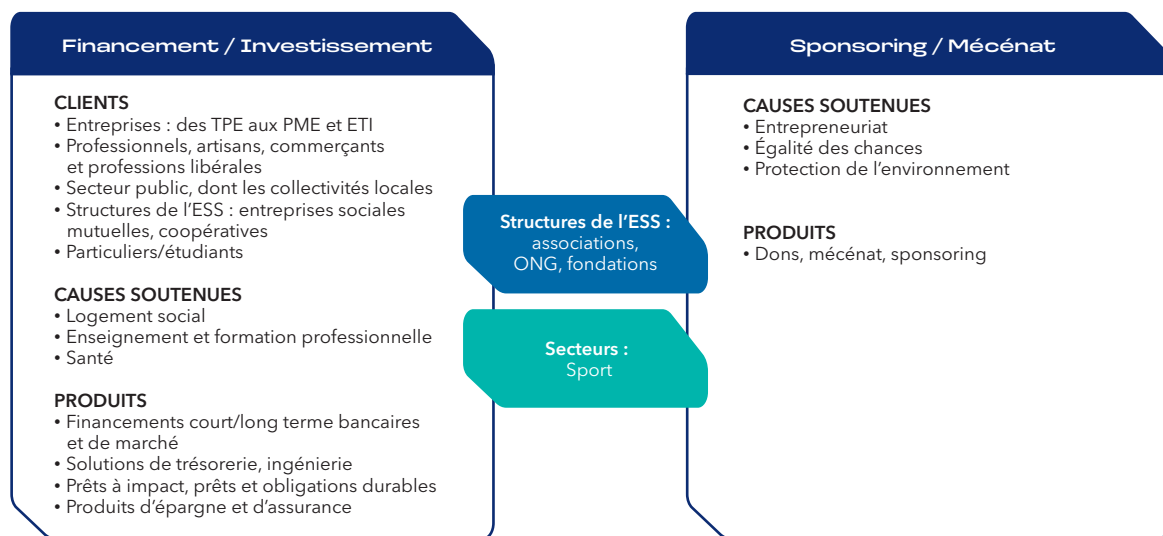 Financement / Investissement
CLIENTS
• Entreprises : des TPE aux PME et ETI
• Professionnels, artisans, commerçants
et professions libérales
• Secteur public, dont les collectivités locales
• Structures de l'ESS : entreprises sociales
mutuelles, coopératives
• Particuliers/étudiants
CAUSES SOUTENUES
• Logement social
• Enseignement et formation professionnelle
• Santé
PRODUITS
• Financements court/long terme bancaires
et de marché
• Solutions de trésorerie, ingénierie
• Prêts à impact, prêts et obligations durables
• Produits d'épargne et d'assurance
Structures de l'ESS :
associations,
ONG, fondations
Secteurs :
Sport
Sponsoring / Mécénat
CAUSES SOUTENUES
• Entrepreneuriat
• Égalité des chances
• Protection de l'environnement
PRODUITS
• Dons, mécénat, sponsoring